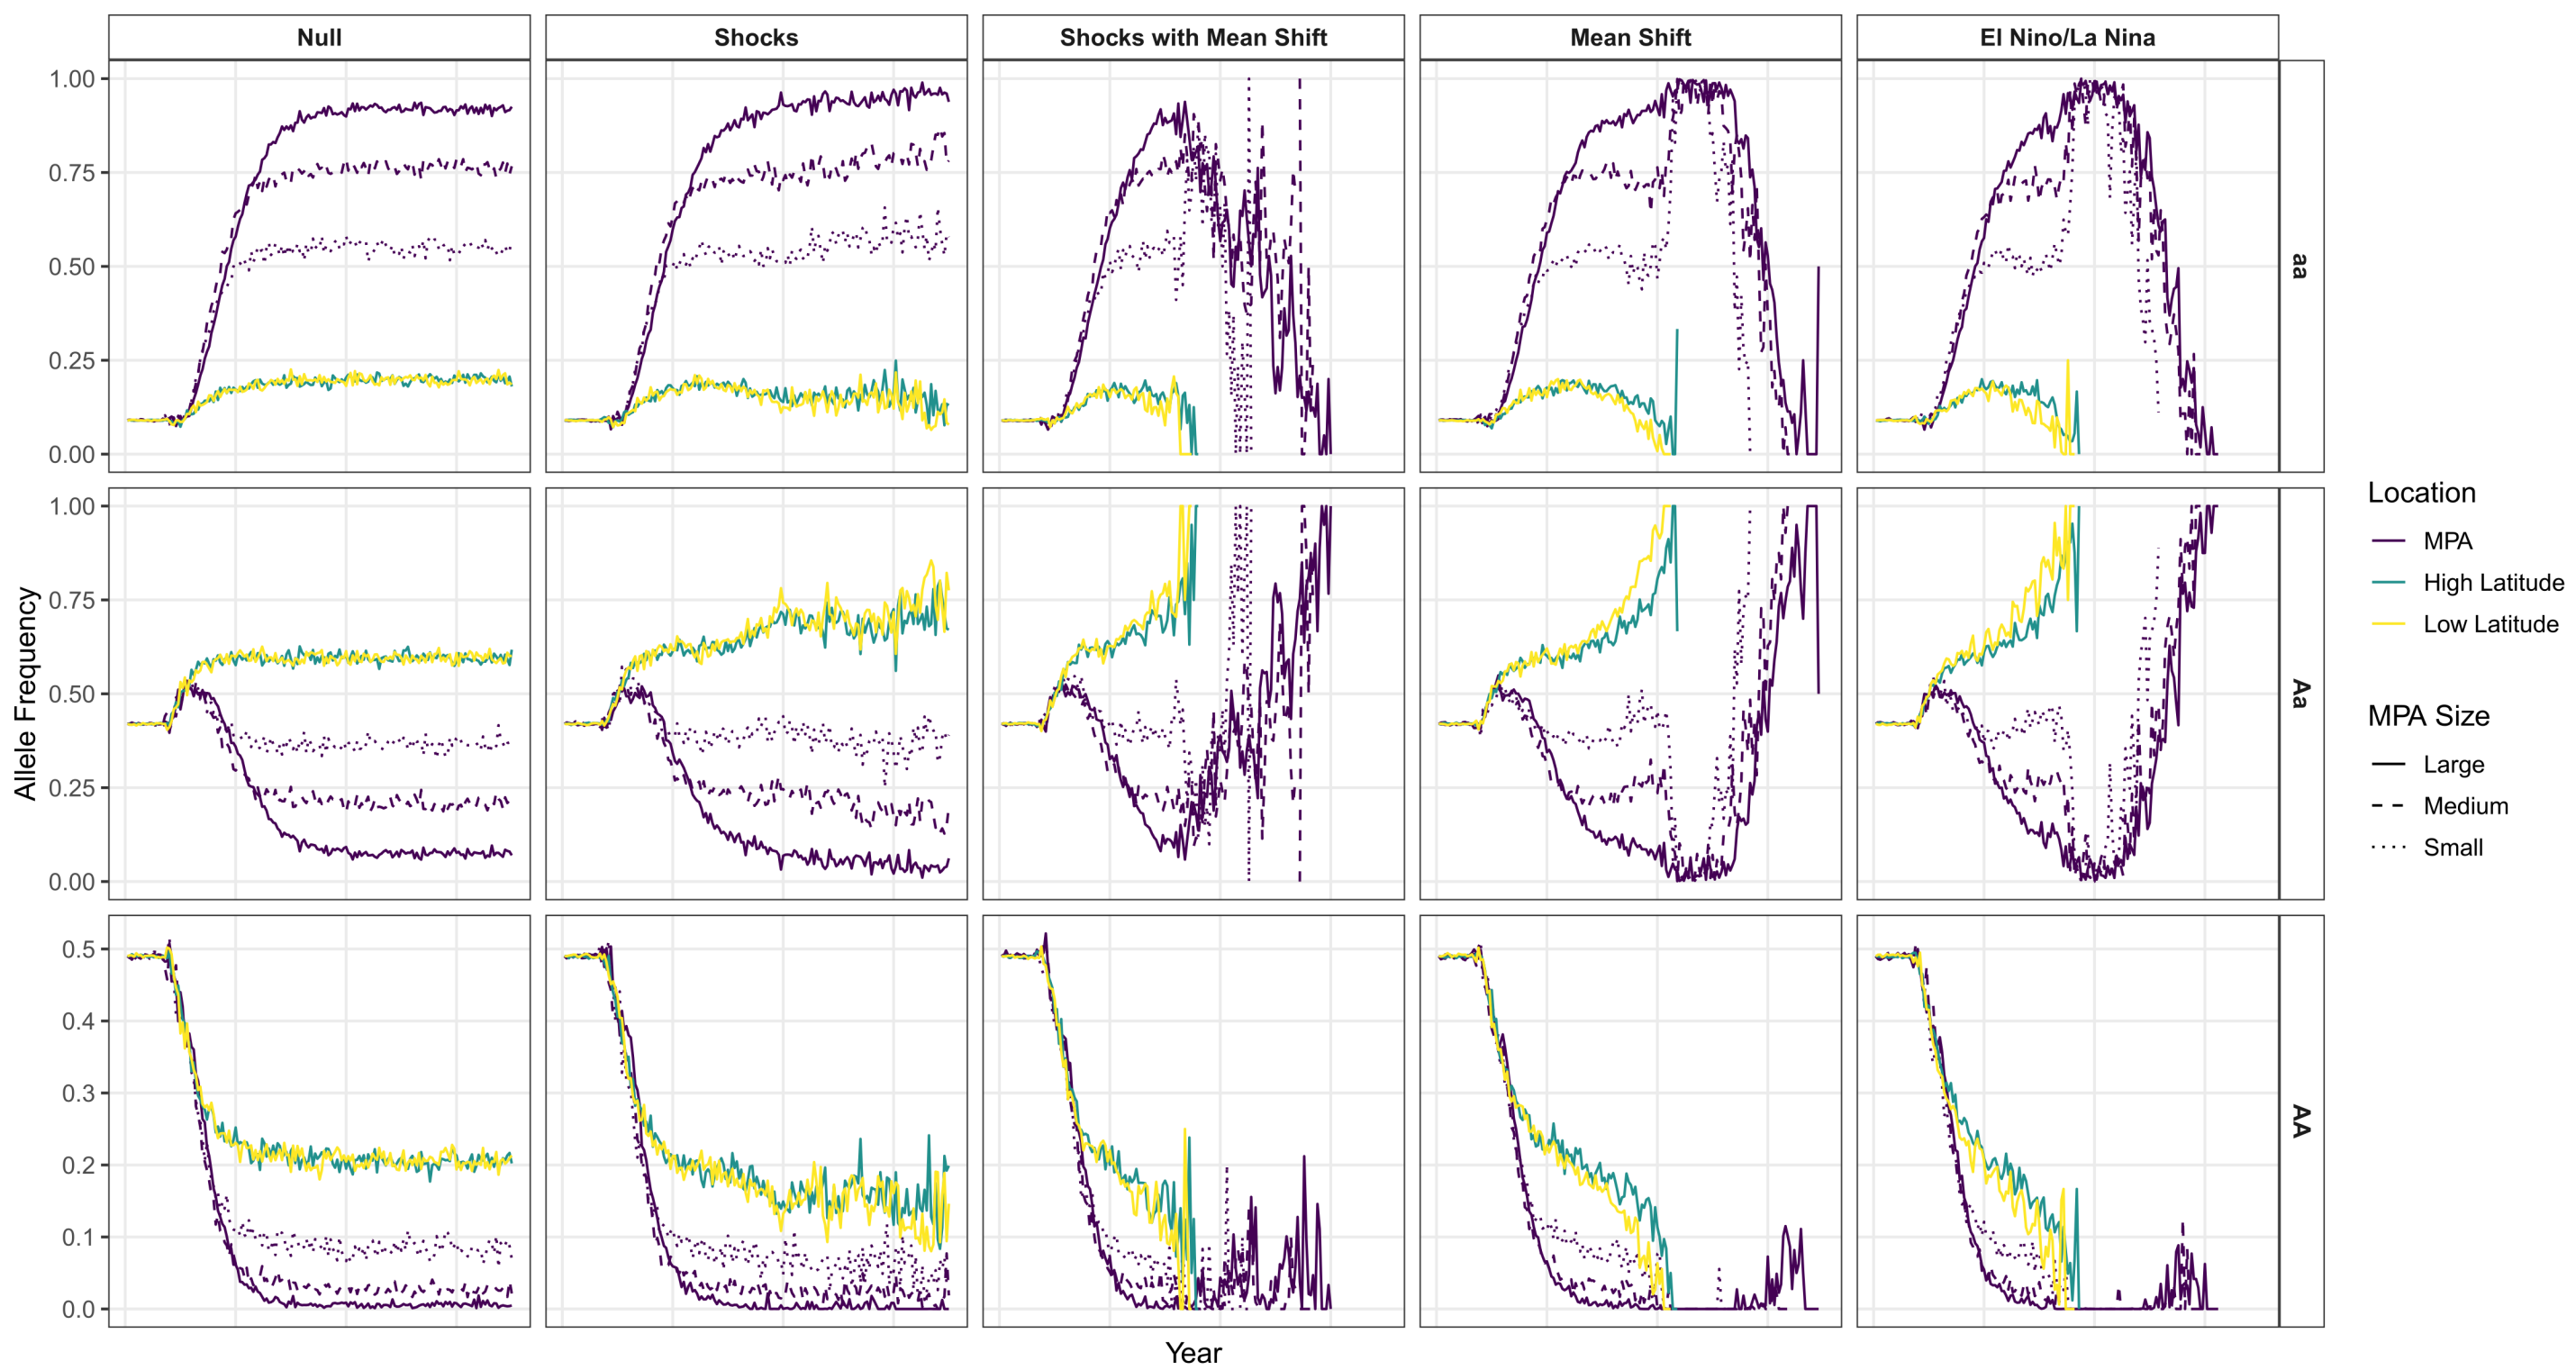 Null
Shocks
Shocks with Mean Shift
Mean Shift
El Nino/La Nina
1.00
0.75
0.50
0.25
0.00
aa
1.00
0.75
0.50
0.25
0.00
Aa
0.5
0.4
0.3
0.2
0.1
0.0
AA
Allele Frequency
Year
Location
MPA
High Latitude
Low Latitude
MPA Size
Large
Medium
Small